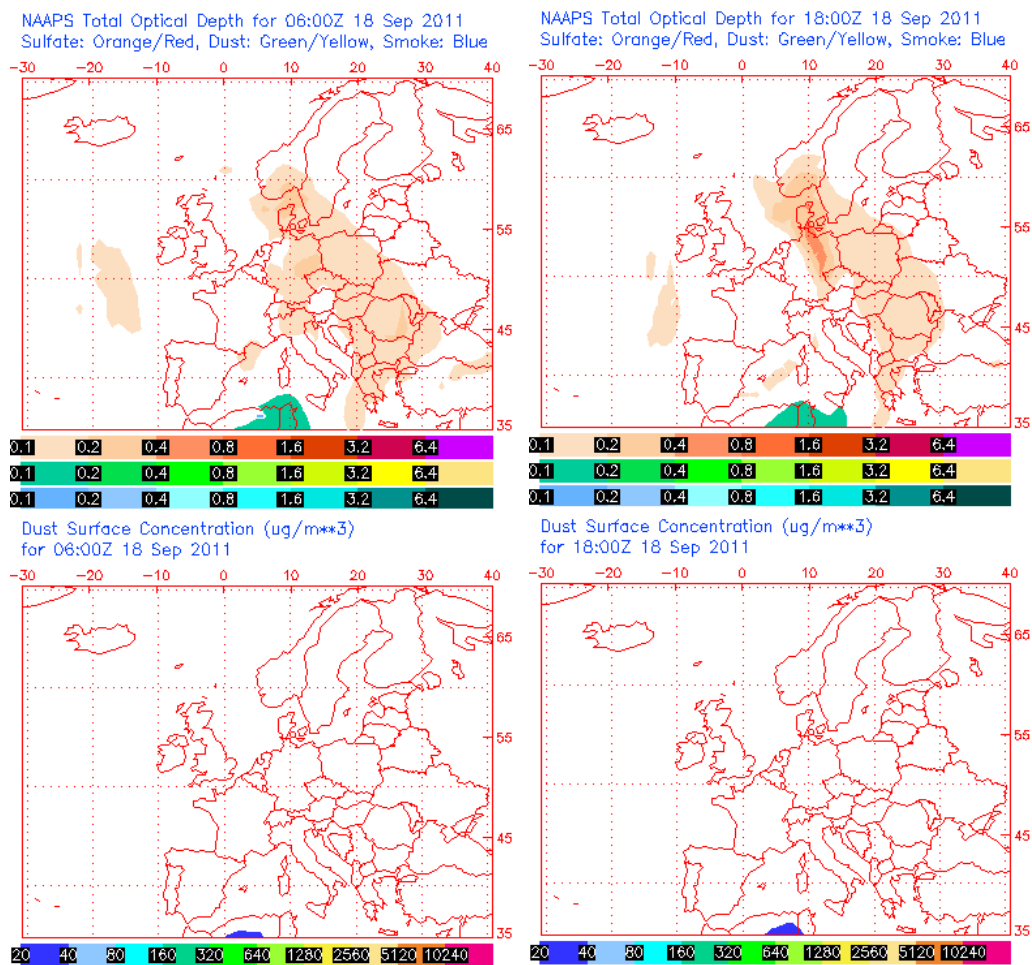 NAAPS Total Optical Depth for 06:00Z 18 Sep 2011
Sulfate: Orange/Red, Dust: Green/Yellow, Smoke: Blue
-30 -20 -10 0 10 20 30 40
65
55
45
35
0.1 0.2 0.4 0.8 1.6 3.2 6.4
0.1 0.2 0.4 0.8 1.6 3.2 6.4
0.1 0.2 0.4 0.8 1.6 3.2 6.4
NAAPS Total Optical Depth for 18:00Z 18 Sep 2011
Sulfate: Orange/Red, Dust: Green/Yellow, Smoke: Blue
-30 -20 -10 0 10 20 30 40
65
55
45
35
0.1 0.2 0.4 0.8 1.6 3.2 6.4
0.1 0.2 0.4 0.8 1.6 3.2 6.4
0.1 0.2 0.4 0.8 1.6 3.2 6.4
Dust Surface Concentration (ug/m**3)
for 06:00Z 18 Sep 2011
-30 -20 -10 0 10 20 30 40
65
55
45
35
20 40 80 160 320 640 1280 2560 5120 10240
Dust Surface Concentration (ug/m**3)
for 18:00Z 18 Sep 2011
-30 -20 -10 0 10 20 30 40
65
55
45
35
20 40 80 160 320 640 1280 2560 5120 10240